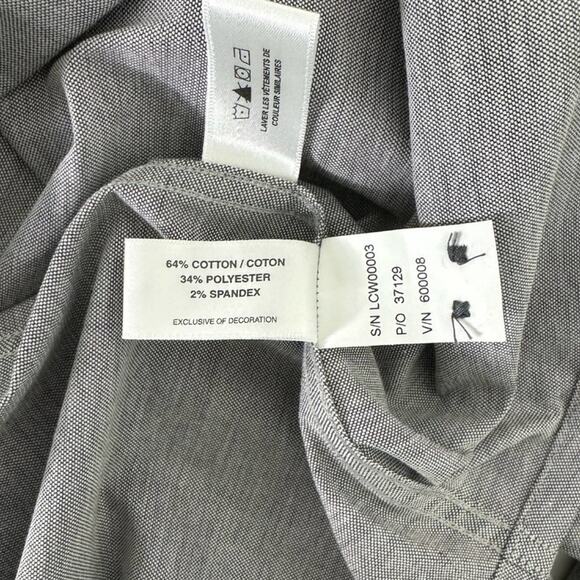 LAVER LES VÊTEMENTS DE
COULEUR SIMILAIRES
64% COTTON / COTON
34% POLYESTER
2% SPANDEX
EXCLUSIVE OF DECORATION
S/N LCW00003
P/O 37129
V/N 600008